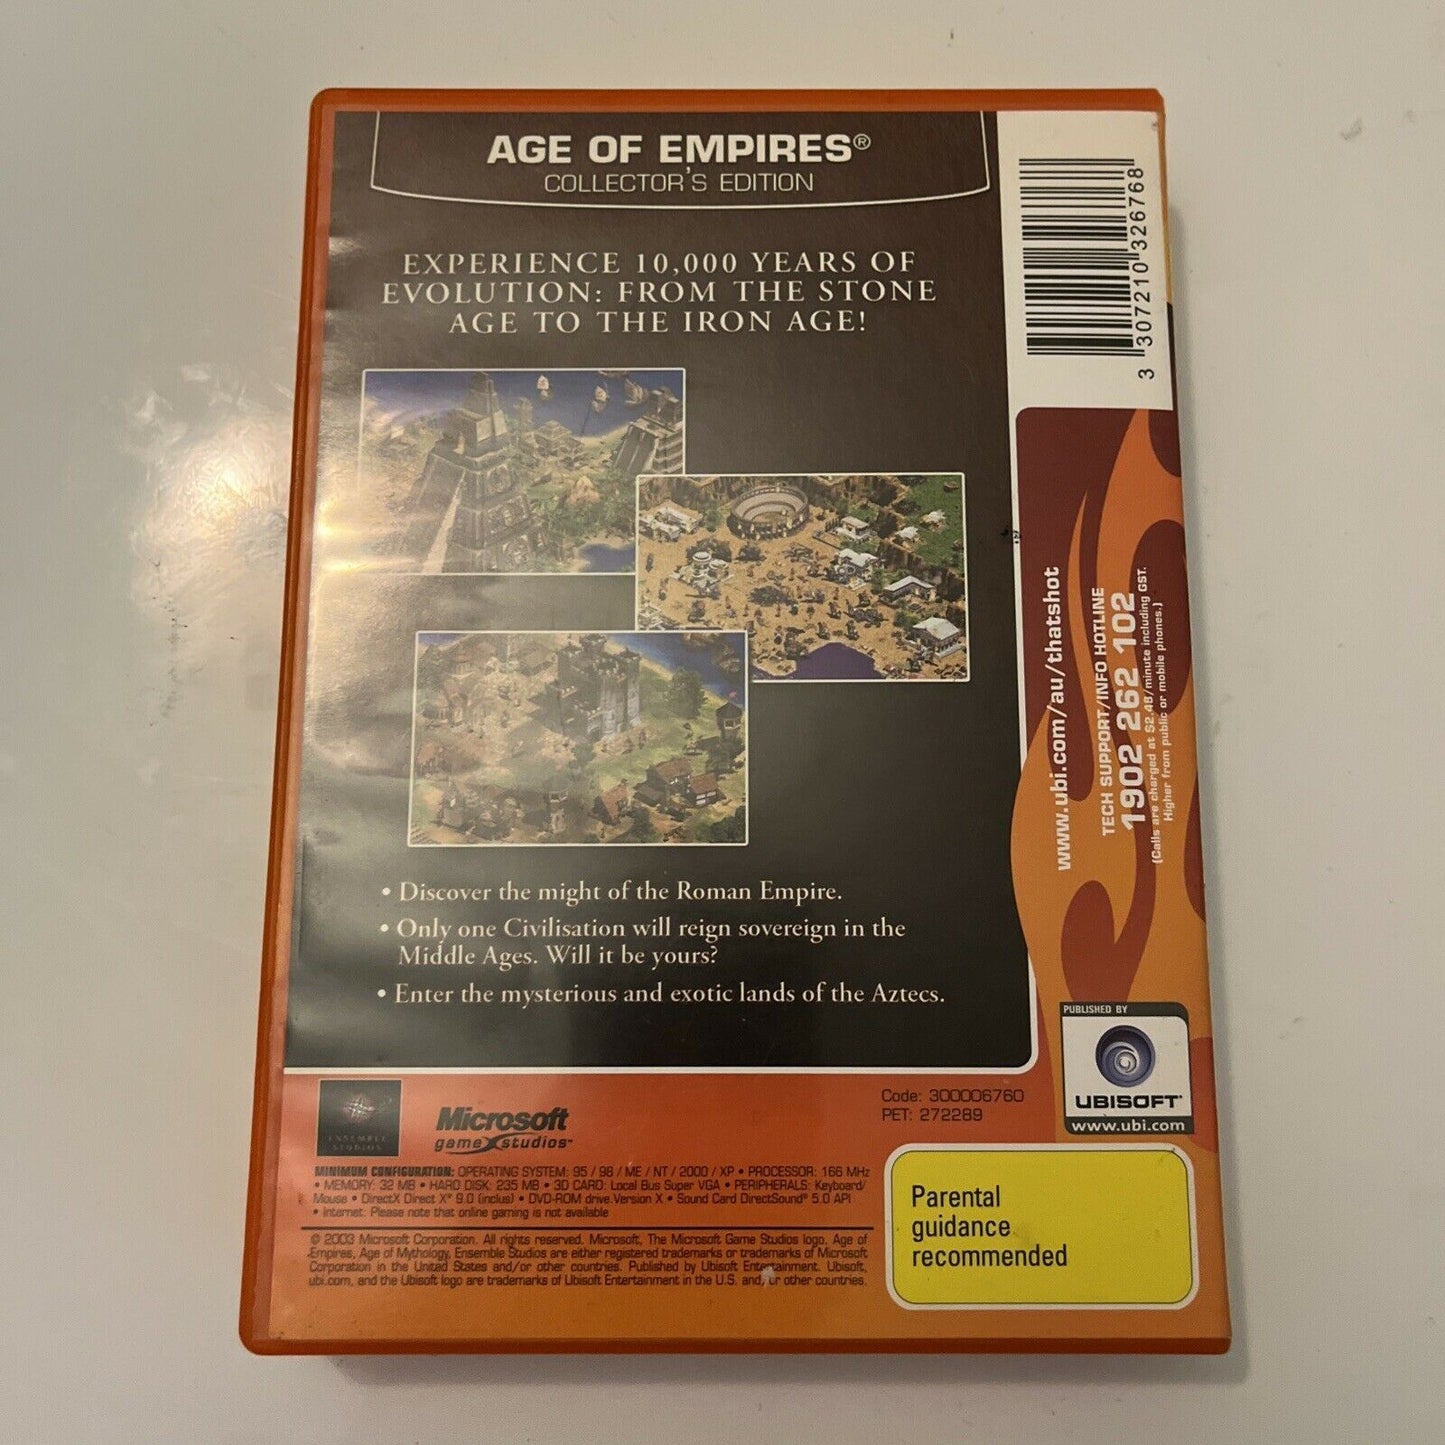 AGE OF EMPIRES®
COLLECTOR'S EDITION
EXPERIENCE 10,000 YEARS OF
EVOLUTION: FROM THE STONE
AGE TO THE IRON AGE!
• Discover the might of the Roman Empire.
• Only one Civilisation will reign sovereign in the
Middle Ages. Will it be yours?
• Enter the mysterious and exotic lands of the Aztecs.
3 307210 326768
www.ubi.com/au/thatshot
TECH SUPPORT/INFO HOTLINE
1902 262 102
(Calls are charged at $2.48/minute including GST.
Higher from public or mobile phones.)
PUBLISHED BY
UBISOFT
www.ubi.com
ENSEMBLE
STUDIOS
Microsoft
game studios™
Code: 300006760
PET: 272289
MINIMUM CONFIGURATION: OPERATING SYSTEM: 95 / 98 / ME / NT / 2000 / XP • PROCESSOR: 166 MHz
• MEMORY: 32 MB • HARD DISK: 235 MB • 3D CARD: Local Bus Super VGA • PERIPHERALS: Keyboard/
Mouse • DirectX Direct X® 9.0 (inclus) • DVD-ROM drive.Version X • Sound Card DirectSound® 5.0 API
• Internet: Please note that online gaming is not available
© 2003 Microsoft Corporation. All rights reserved. Microsoft, The Microsoft Game Studios logo, Age of
Empires, Age of Mythology, Ensemble Studios are either registered trademarks or trademarks of Microsoft
Corporation in the United States and/or other countries. Published by Ubisoft Entertainment. Ubisoft,
ubi.com, and the Ubisoft logo are trademarks of Ubisoft Entertainment in the U.S. and/or other countries.
Parental
guidance
recommended